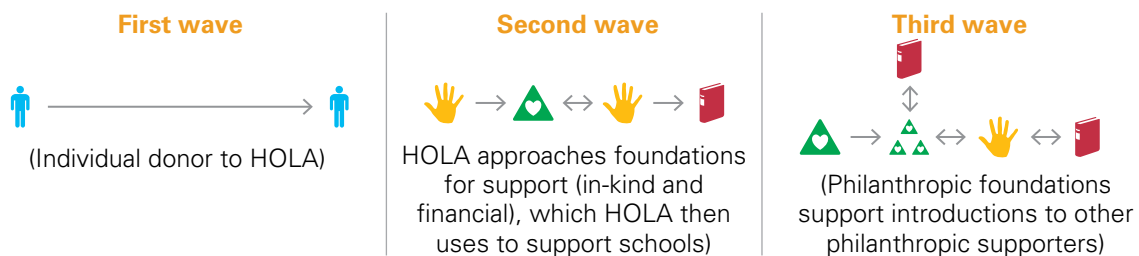 First wave
(Individual donor to HOLA)
Second wave
HOLA approaches foundations
for support (in-kind and
financial), which HOLA then
uses to support schools)
Third wave
(Philanthropic foundations
support introductions to other
philanthropic supporters)